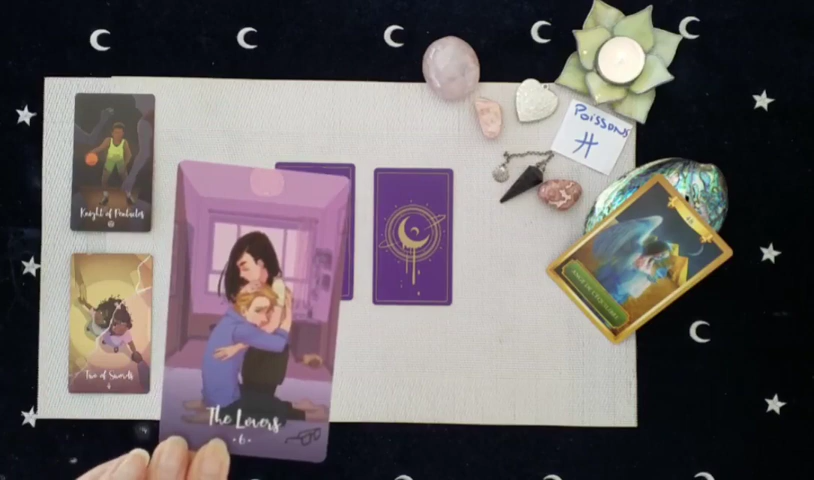 Poissons
Knight of Pentacles
Two of Swords
The Lovers
6